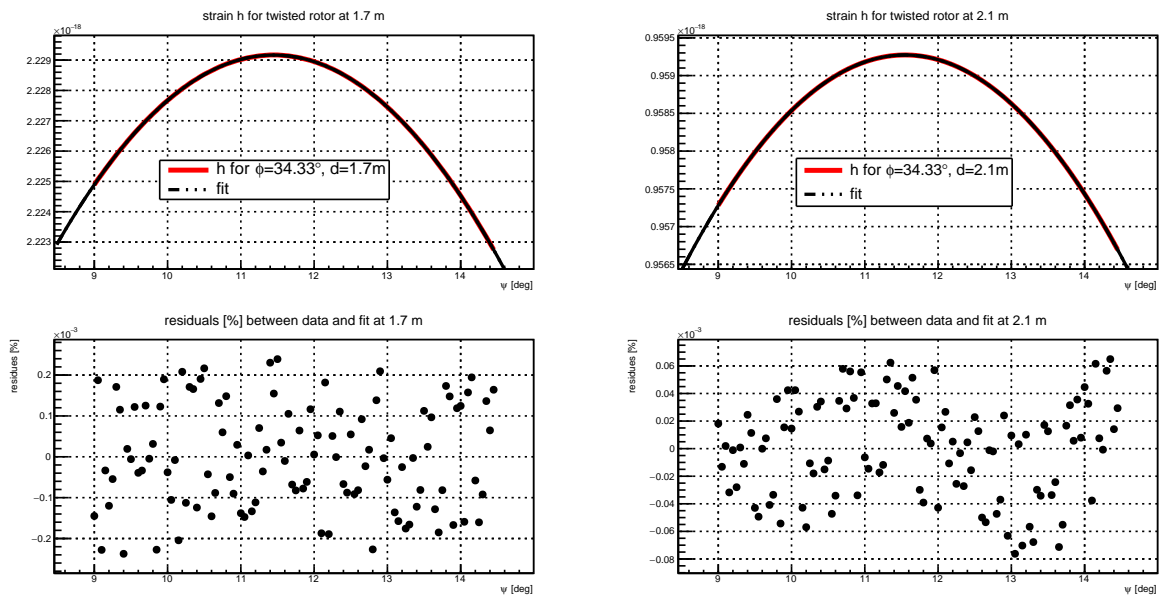 strain h for twisted rotor at 1.7 m
×10⁻¹⁸
2.229
2.228
2.227
2.226
2.225
2.224
2.223
h for ϕ=34.33°, d=1.7m
fit
9 10 11 12 13 14
ψ [deg]
strain h for twisted rotor at 2.1 m
×10⁻¹⁸
0.9595
0.959
0.9585
0.958
0.9575
0.957
0.9565
h for ϕ=34.33°, d=2.1m
fit
9 10 11 12 13 14
ψ [deg]
residuals [%] between data and fit at 1.7 m
×10⁻³
residues [%]
0.2
0.1
0
−0.1
−0.2
9 10 11 12 13 14
ψ [deg]
residuals [%] between data and fit at 2.1 m
×10⁻³
residues [%]
0.06
0.04
0.02
0
−0.02
−0.04
−0.06
−0.08
9 10 11 12 13 14
ψ [deg]